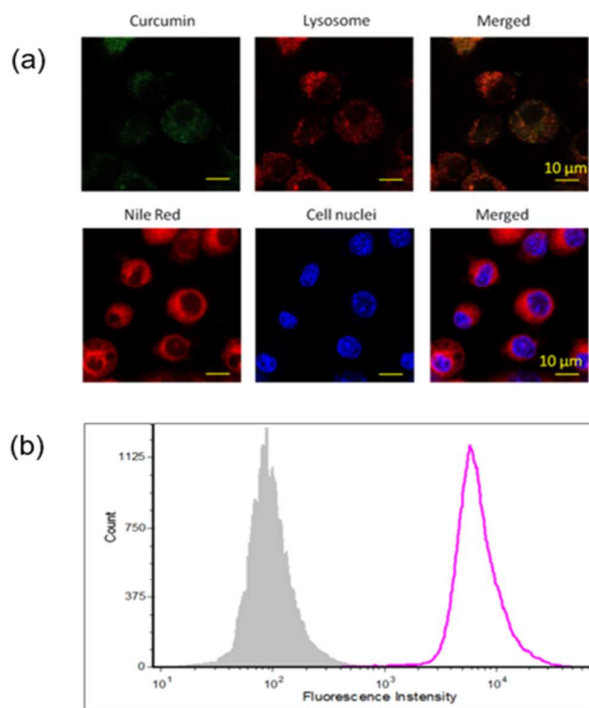 (a)
Curcumin Lysosome Merged
10 µm
Nile Red Cell nuclei Merged
10 µm
(b)
1125
750
375
0
Count
10¹ 10² 10³ 10⁴
Fluorescence Instensity